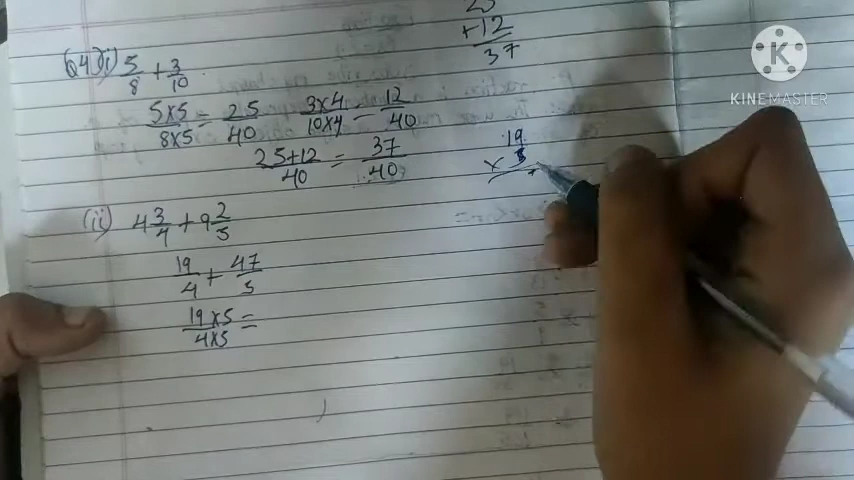 +12
37
Q4) i) 5/8 + 3/10
5×5/8×5 = 25/40 3×4/10×4 = 12/40
25+12/40 = 37/40
19
×
(ii) 4 3/4 + 9 2/5
19/4 + 47/5
19×5/4×5 =
KINEMASTER